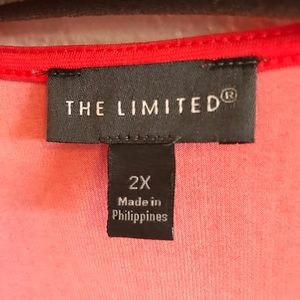 THE LIMITED®
2X
Made in
Philippines